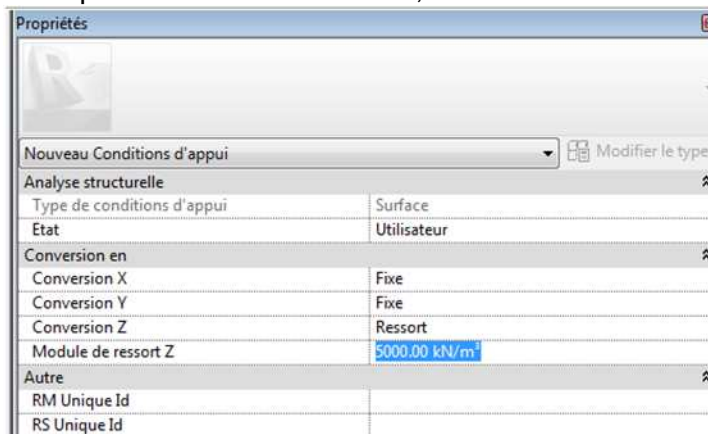 Propriétés
Nouveau Conditions d'appui Modifier le type
Analyse structurelle
Type de conditions d'appui Surface
Etat Utilisateur
Conversion en
Conversion X Fixe
Conversion Y Fixe
Conversion Z Ressort
Module de ressort Z 5000.00 kN/m³
Autre
RM Unique Id
RS Unique Id